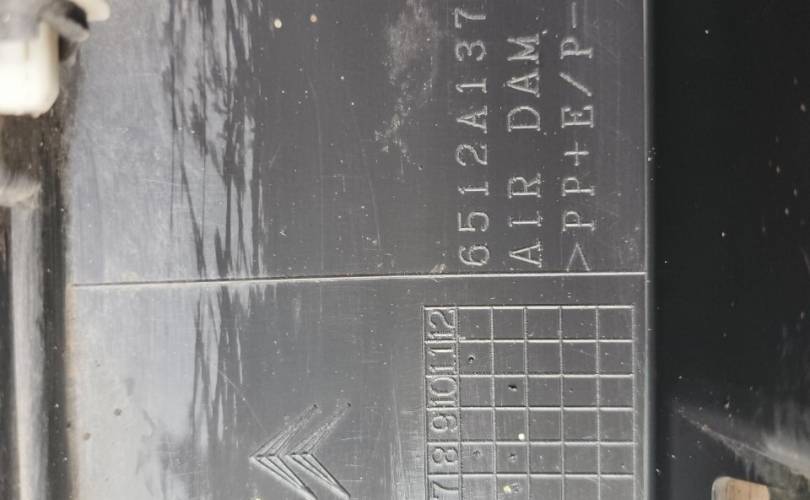 6512A137
AIR DAM
>PP+E/P-
7 8 9 10 11 12